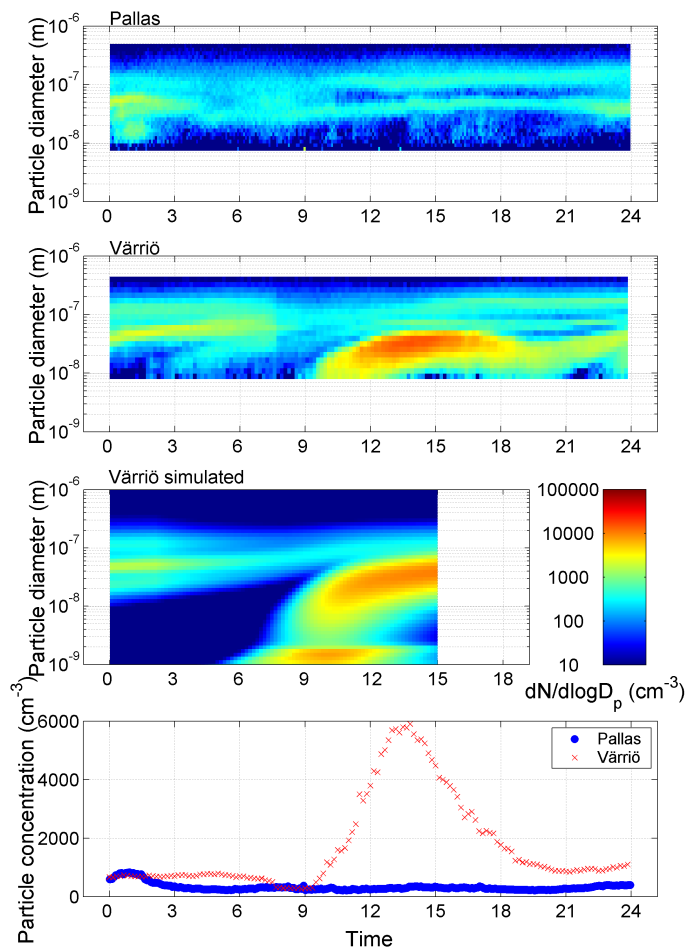 Pallas
Particle diameter (m)
10^-6
10^-7
10^-8
10^-9
0 3 6 9 12 15 18 21 24
Värriö
Particle diameter (m)
10^-6
10^-7
10^-8
10^-9
0 3 6 9 12 15 18 21 24
Värriö simulated
Particle diameter (m)
10^-6
10^-7
10^-8
10^-9
0 3 6 9 12 15 18
100000
10000
1000
100
10
dN/dlogD_p (cm^-3)
Particle concentration (cm^-3)
6000
4000
2000
0
Pallas
Värriö
0 3 6 9 12 15 18 21 24
Time